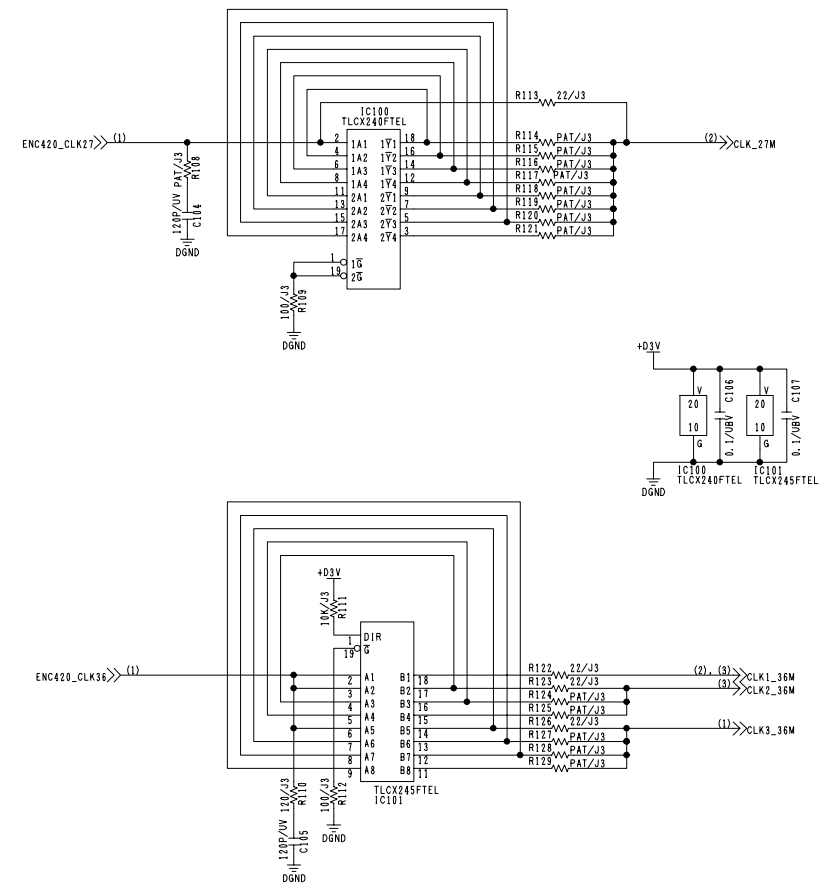 R113 22/J3
IC100
TLCX240FTEL
ENC420_CLK27 (1)
2 1A1 1Y1 18 R114 PAT/J3 (2) CLK_27M
4 1A2 1Y2 16 R115 PAT/J3
6 1A3 1Y3 14 R116 PAT/J3
8 1A4 1Y4 12 R117 PAT/J3
11 2A1 2Y1 9 R118 PAT/J3
13 2A2 2Y2 7 R119 PAT/J3
15 2A3 2Y3 5 R120 PAT/J3
17 2A4 2Y4 3 R121 PAT/J3
PAT/J3
R108
120P/UV
C104
DGND
1 1G
19 2G
100/J3
R109
DGND
+D3V
V C106 V C107
20 20
10 10
G 0.1/UBV G 0.1/UBV
DGND
IC100
TLCX240FTEL
IC101
TLCX245FTEL
+D3V
10K/J3
R111
1 DIR
19 G
ENC420_CLK36 (1)
2 A1 B1 18 R122 22/J3 (2),(3) CLK1_36M
3 A2 B2 17 R123 22/J3 (3) CLK2_36M
4 A3 B3 16 R124 PAT/J3
5 A4 B4 15 R125 PAT/J3
6 A5 B5 14 R126 22/J3 (1) CLK3_36M
7 A6 B6 13 R127 PAT/J3
8 A7 B7 12 R128 PAT/J3
9 A8 B8 11 R129 PAT/J3
TLCX245FTEL
IC101
120/J3
R110
100/J3
R112
DGND
120P/UV
C105
DGND